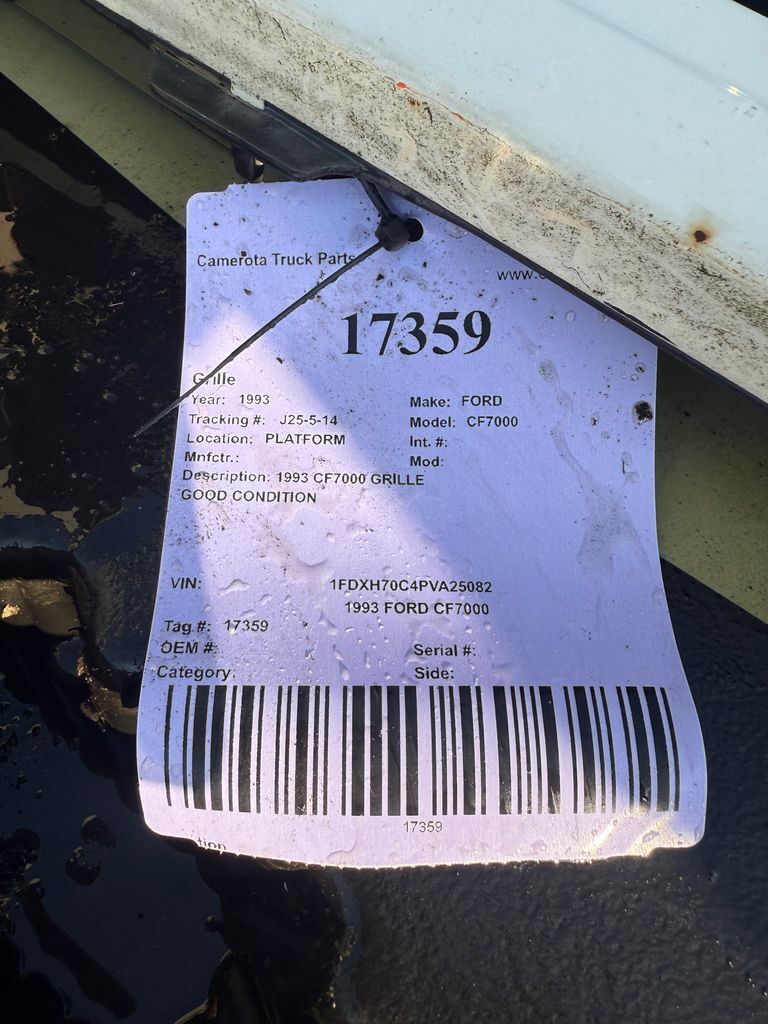 Camerota Truck Parts
www.
17359
Grille
Year: 1993 Make: FORD
Tracking #: J25-5-14 Model: CF7000
Location: PLATFORM Int. #:
Mnfctr.: Mod:
Description: 1993 CF7000 GRILLE
GOOD CONDITION
VIN: 1FDXH70C4PVA25082
1993 FORD CF7000
Tag #: 17359
OEM #: Serial #:
Category: Side:
17359
tion